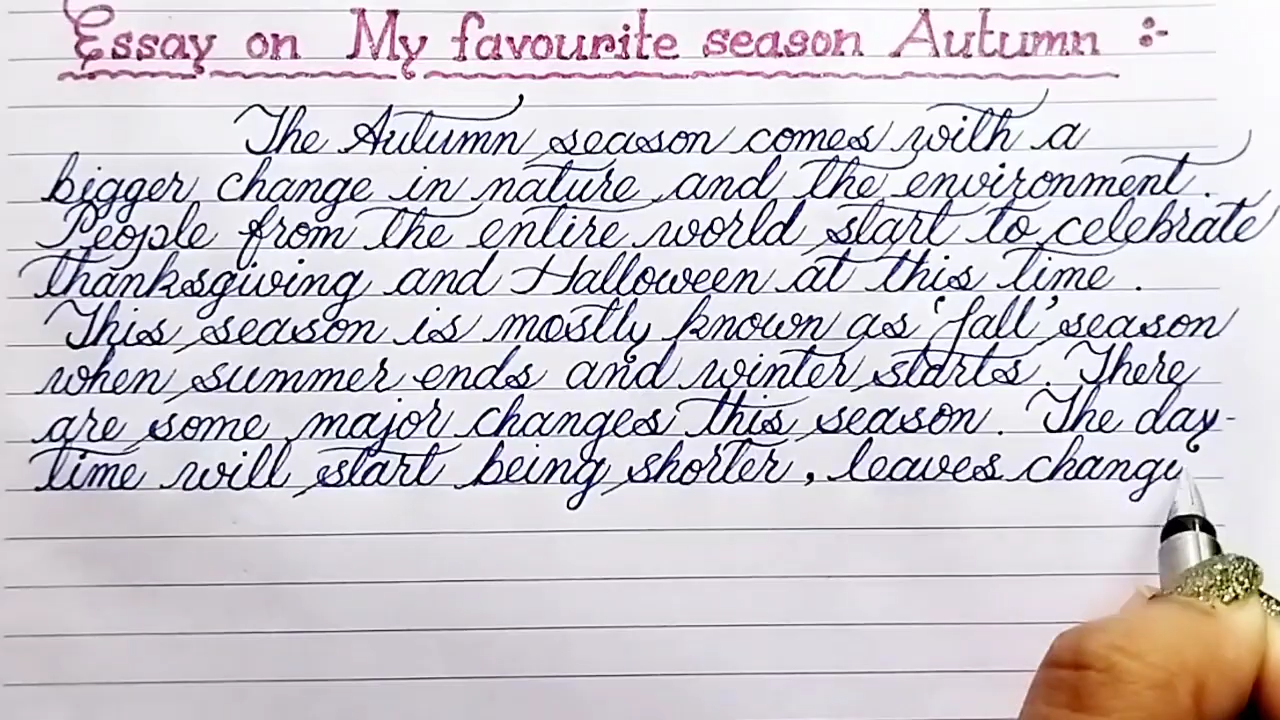 Essay on My favourite season Autumn :-
The Autumn season comes with a
bigger change in nature and the environment.
People from the entire world start to celebrate
thanksgiving and Halloween at this time.
This season is mostly known as 'fall' season
when summer ends and winter starts. There
are some major changes this season. The day-
time will start being shorter, leaves change